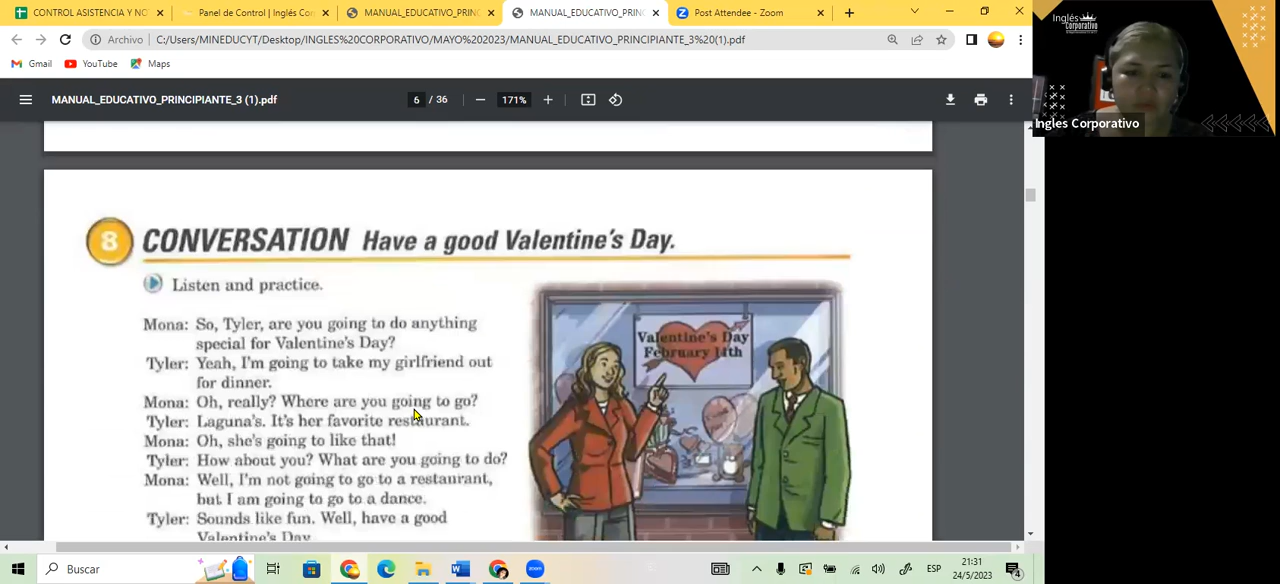 CONTROL ASISTENCIA Y NO
Panel de Control | Inglés Cor
MANUAL_EDUCATIVO_PRINC
MANUAL_EDUCATIVO_PRINC
Post Attendee - Zoom
Archivo
C:/Users/MINEDUCYT/Desktop/INGLES%20CORPORATIVO/MAYO%202023/MANUAL_EDUCATIVO_PRINCIPIANTE_3%20(1).pdf
Gmail
YouTube
Maps
MANUAL_EDUCATIVO_PRINCIPIANTE_3 (1).pdf
6 / 36
171%
Inglés
Corporativo
Ingles Corporativo
8 CONVERSATION Have a good Valentine's Day.
Listen and practice.
Mona: So, Tyler, are you going to do anything
special for Valentine's Day?
Tyler: Yeah, I'm going to take my girlfriend out
for dinner.
Mona: Oh, really? Where are you going to go?
Tyler: Laguna's. It's her favorite restaurant.
Mona: Oh, she's going to like that!
Tyler: How about you? What are you going to do?
Mona: Well, I'm not going to go to a restaurant,
but I am going to go to a dance.
Tyler: Sounds like fun. Well, have a good
Valentine's Day.
Valentine's Day
February 14th
Buscar
ESP
21:31
24/5/2023
4